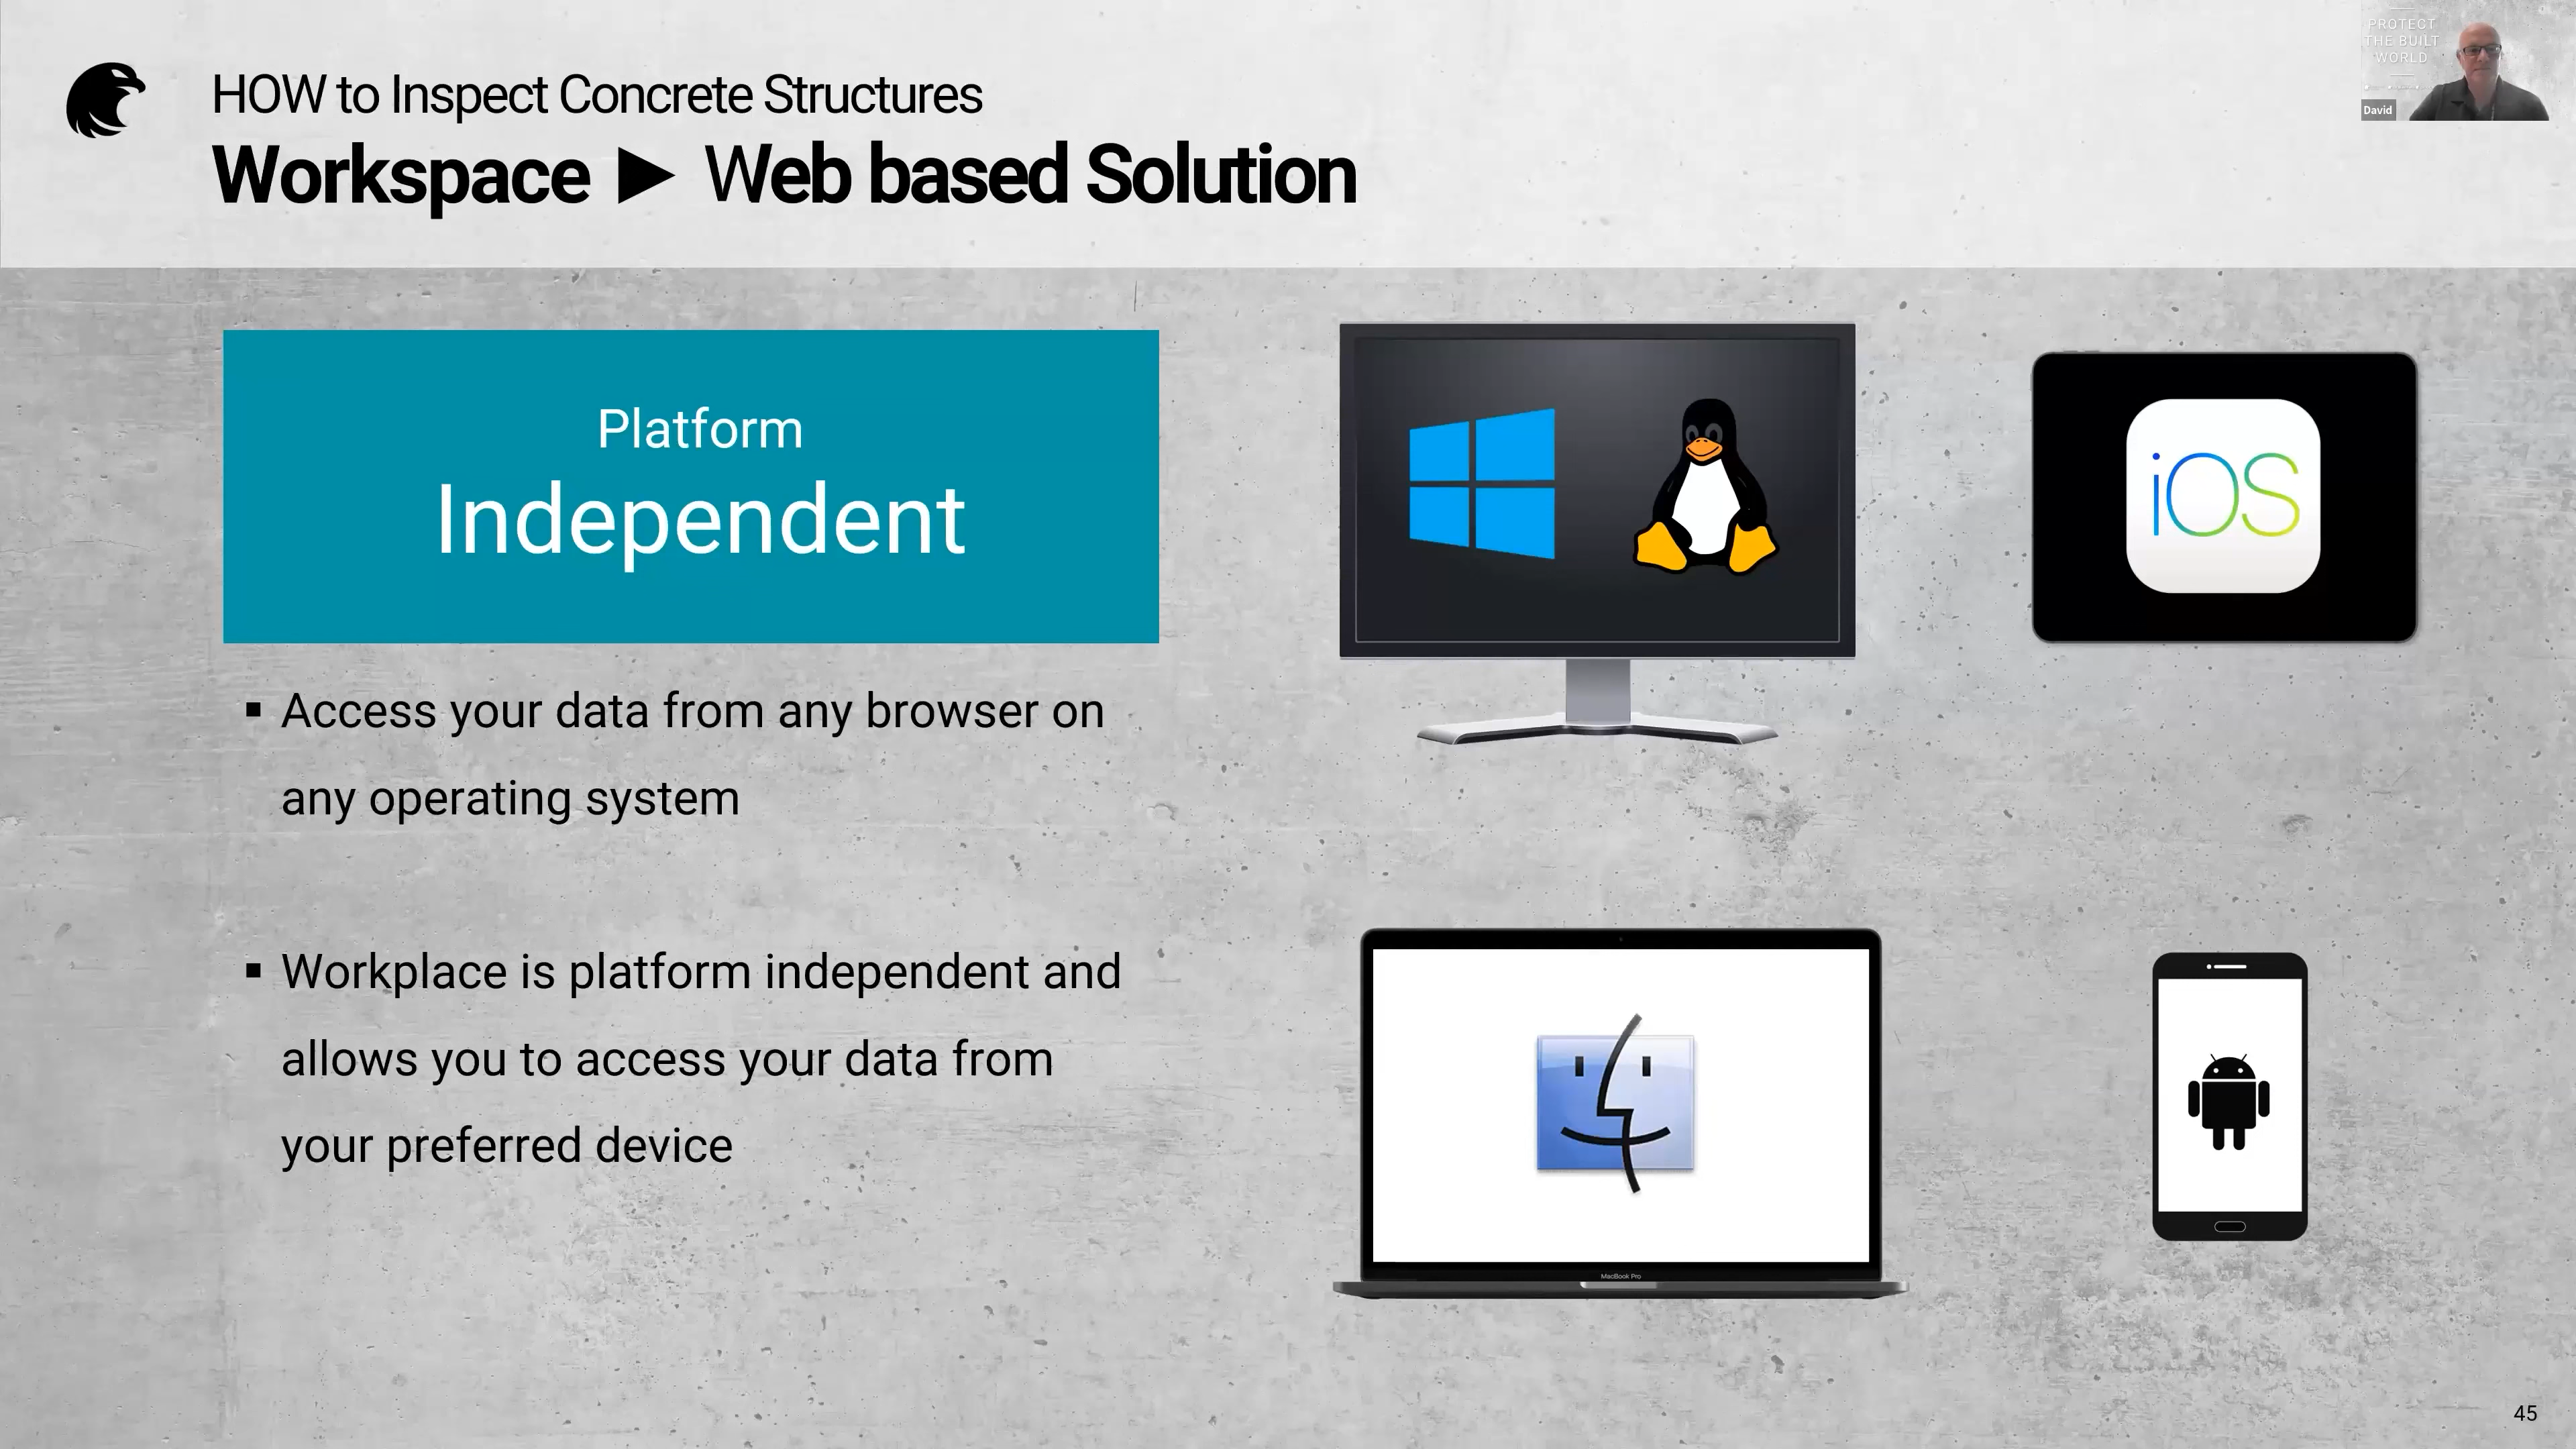 PROTECT
THE BUILT
WORLD
David
HOW to Inspect Concrete Structures
Workspace ► Web based Solution
Platform
Independent
iOS
▪ Access your data from any browser on
any operating system
▪ Workplace is platform independent and
allows you to access your data from
your preferred device
MacBook Pro
45